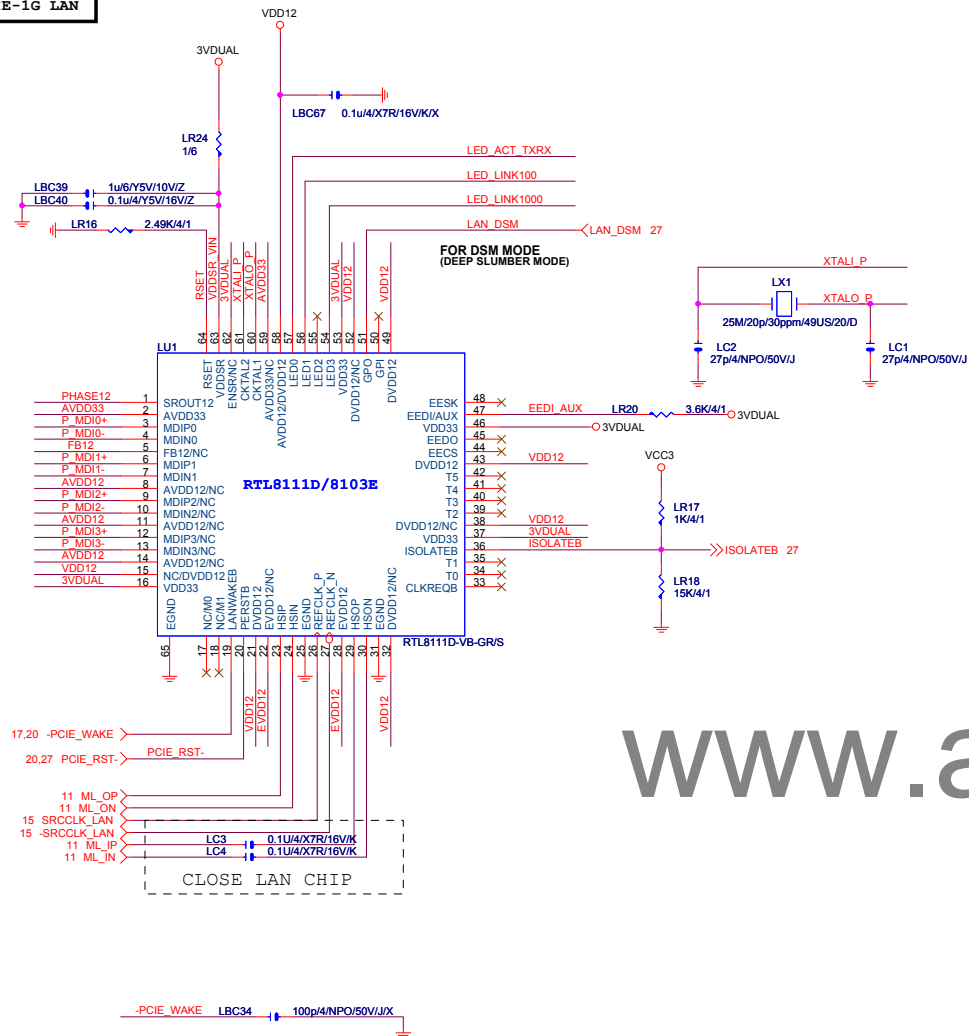 E-1G LAN
VDD12
3VDUAL
LBC67 0.1u/4/X7R/16V/K/X
LR24
1/6
LED_ACT_TXRX
LED_LINK100
LED_LINK1000
LAN_DSM
LAN_DSM 27
LBC39 1u/6/Y5V/10V/Z
LBC40 0.1u/4/Y5V/16V/Z
LR16 2.49K/4/1
FOR DSM MODE
(DEEP SLUMBER MODE)
RSET
VDDSR_VIN
3VDUAL
XTALI_P
XTALO_P
AVDD33
3VDUAL
VDD12
VDD12
64 63 62 61 60 59 58 57 56 55 54 53 52 51 50 49
XTALI_P
LX1
XTALO_P
25M/20p/30ppm/49US/20/D
LC2
27p/4/NPO/50V/J
LC1
27p/4/NPO/50V/J
LU1
RSET
VDDSR
ENSR/NC
CKTAL2
CKTAL1
AVDD33/NC
AVDD12/DVDD12
LED0
LED1
LED2
LED3
VDD33
DVDD12/NC
GPO
GPI
DVDD12
PHASE12 1 SROUT12
AVDD33 2 AVDD33
P_MDI0+ 3 MDIP0
P_MDI0- 4 MDIN0
FB12 5 FB12/NC
P_MDI1+ 6 MDIP1
P_MDI1- 7 MDIN1
AVDD12 8 AVDD12/NC
P_MDI2+ 9 MDIP2/NC
P_MDI2- 10 MDIN2/NC
AVDD12 11 AVDD12/NC
P_MDI3+ 12 MDIP3/NC
P_MDI3- 13 MDIN3/NC
AVDD12 14 AVDD12/NC
VDD12 15 NC/DVDD12
3VDUAL 16 VDD33
RTL8111D/8103E
EESK 48
EEDI/AUX 47 EEDI_AUX LR20 3.6K/4/1 3VDUAL
VDD33 46 3VDUAL
EEDO 45
EECS 44
DVDD12 43 VDD12
T5 42
T4 41
T3 40
T2 39
DVDD12/NC 38 VDD12
VDD33 37 3VDUAL
ISOLATEB 36 ISOLATEB
T1 35
T0 34
CLKREQB 33
VCC3
LR17
1K/4/1
ISOLATEB 27
LR18
15K/4/1
EGND
NC/M0
NC/M1
LANWAKEB
PERSTB
DVDD12
EVDD12/NC
HSIP
HSIN
EGND
REFCLK_P
REFCLK_N
EVDD12
HSOP
HSON
EGND
DVDD12/NC
RTL8111D-VB-GR/S
65 17 18 19 20 21 22 23 24 25 26 27 28 29 30 31 32
VDD12
EVDD12
EVDD12
VDD12
17,20 -PCIE_WAKE
20,27 PCIE_RST- PCIE_RST-
11 ML_OP
11 ML_ON
15 SRCCLK_LAN
15 -SRCCLK_LAN
11 ML_IP LC3 0.1U/4/X7R/16V/K
11 ML_IN LC4 0.1U/4/X7R/16V/K
CLOSE LAN CHIP
www.a
-PCIE_WAKE LBC34 100p/4/NPO/50V/J/X